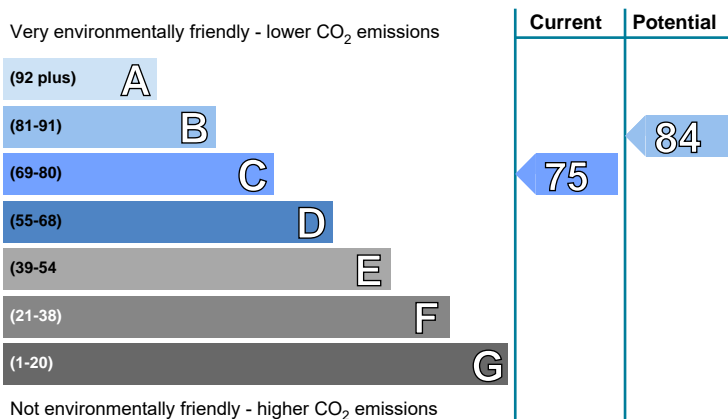 Very environmentally friendly - lower CO2 emissions
Current
Potential
(92 plus) A
(81-91) B
(69-80) C
(55-68) D
(39-54 E
(21-38) F
(1-20) G
75
84
Not environmentally friendly - higher CO2 emissions